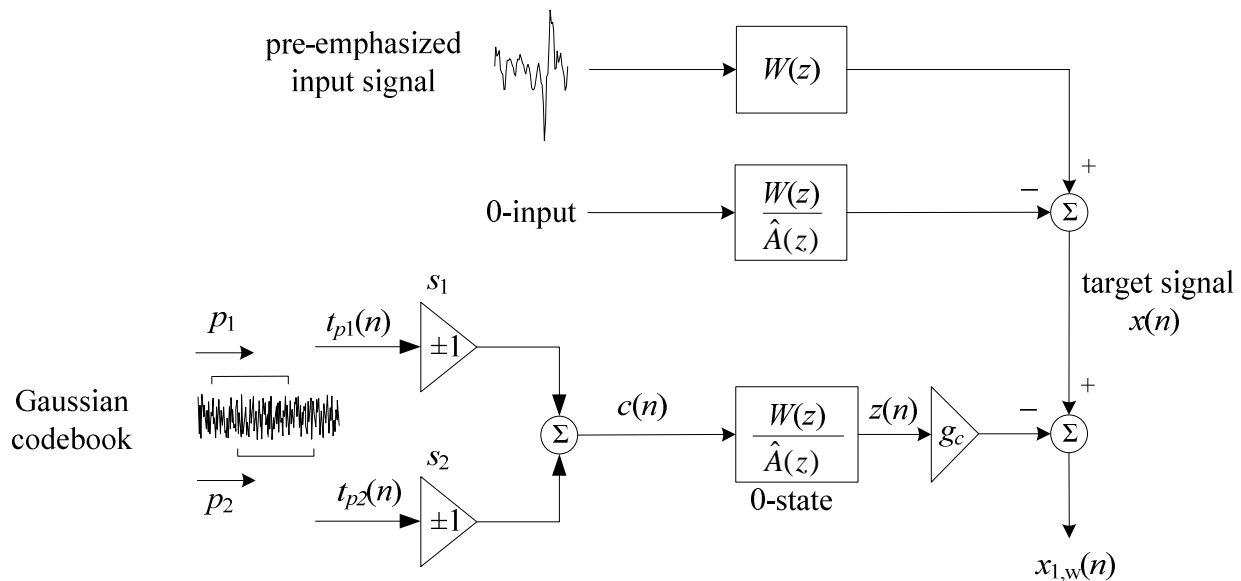 pre-emphasized
input signal
W(z)
+
0-input
W(z)
Â(z)
−
Σ
target signal
x(n)
s₁
p₁
tₚ₁(n)
±1
Gaussian
codebook
Σ
c(n)
W(z)
Â(z)
0-state
z(n)
g꜀
−
+
Σ
s₂
p₂
tₚ₂(n)
±1
x₁,w(n)